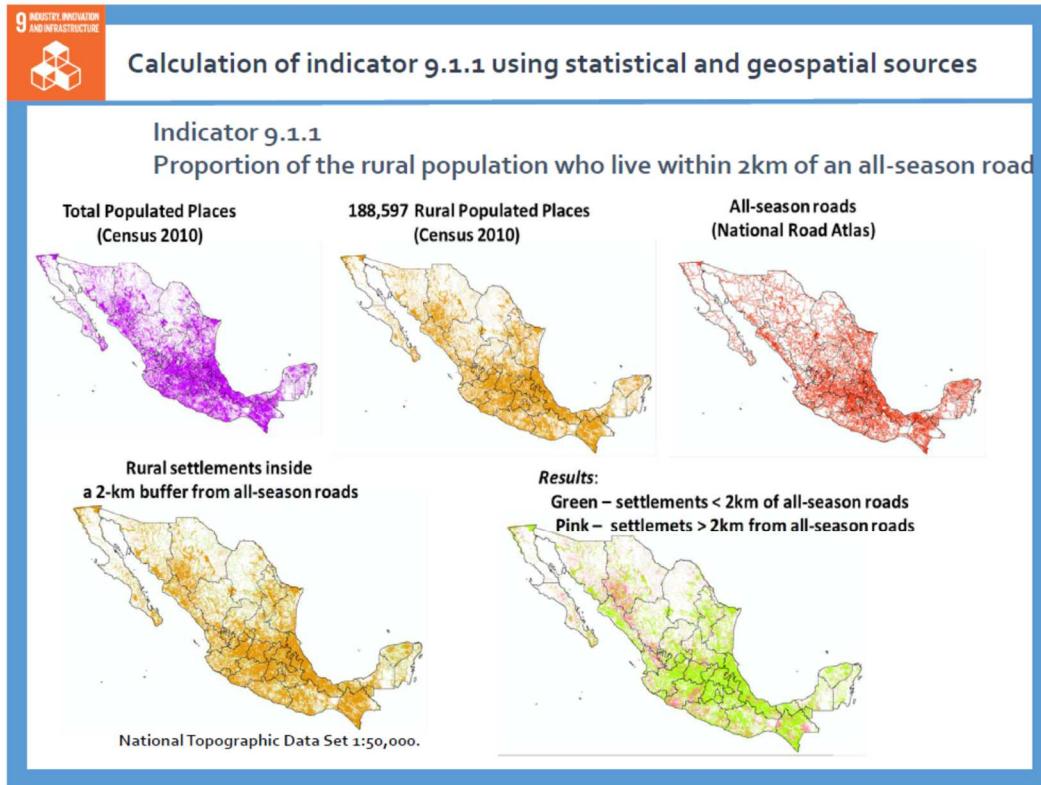 9 INDUSTRY, INNOVATION
AND INFRASTRUCTURE
Calculation of indicator 9.1.1 using statistical and geospatial sources
Indicator 9.1.1
Proportion of the rural population who live within 2km of an all-season road
Total Populated Places
(Census 2010)
188,597 Rural Populated Places
(Census 2010)
All-season roads
(National Road Atlas)
Rural settlements inside
a 2-km buffer from all-season roads
Results:
Green – settlements < 2km of all-season roads
Pink – settlemets > 2km from all-season roads
National Topographic Data Set 1:50,000.